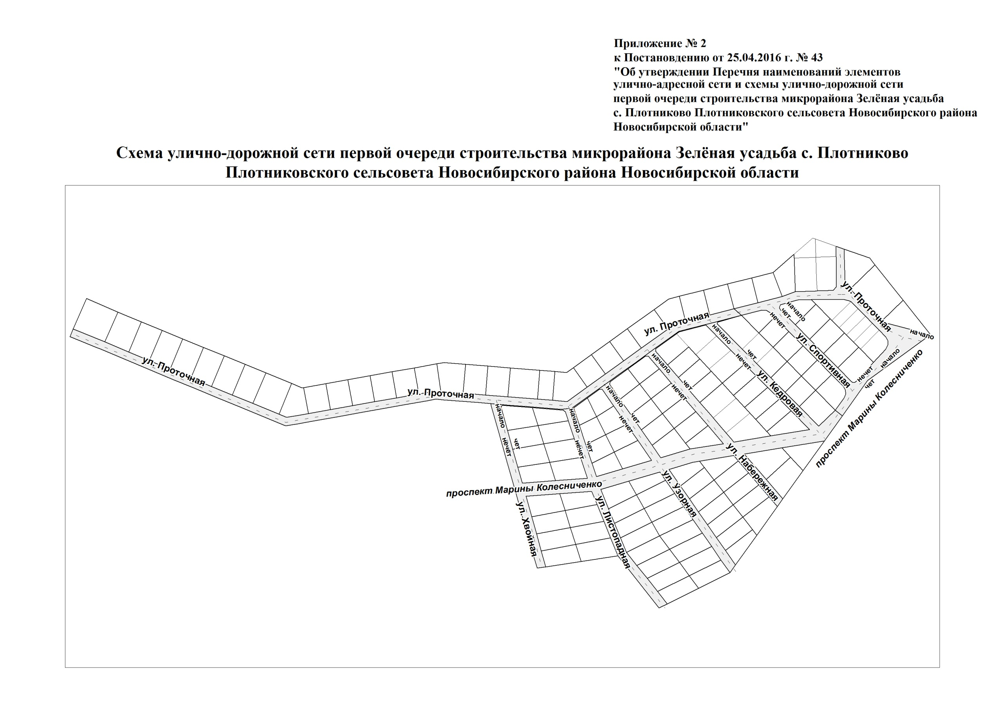 Приложение № 2
к Постановдению от 25.04.2016 г. № 43
"Об утверждении Перечня наименований элементов
улично-адресной сети и схемы улично-дорожной сети
первой очереди строительства микрорайона Зелёная усадьба
с. Плотниково Плотниковского сельсовета Новосибирского района
Новосибирской области"
Схема улично-дорожной сети первой очереди строительства микрорайона Зелёная усадьба с. Плотниково
Плотниковского сельсовета Новосибирского района Новосибирской области
ул. Проточная
начало
ул. Проточная
начало
чет
нечет
ул. Спортивная
начало
нечет
чет
проспект Марины Колесниченко
начало
чет
нечет
ул. Кедровая
ул. Проточная
начало
чет
нечет
ул. Набережная
ул. Проточная
начало
чет
нечет
ул. Узорная
начало
чет
нечет
ул. Листопадная
начало
чет
нечет
проспект Марины Колесниченко
ул. Хвойная